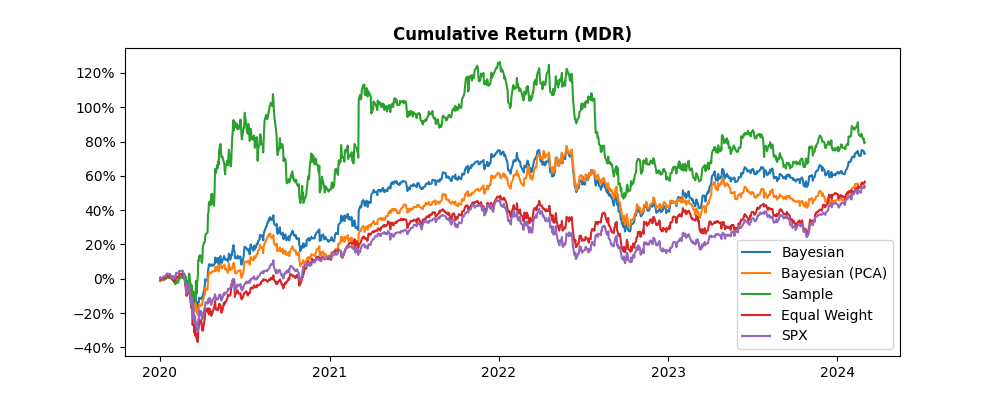 Cumulative Return (MDR)
120%
100%
80%
60%
40%
20%
0%
−20%
−40%
2020
2021
2022
2023
2024
Bayesian
Bayesian (PCA)
Sample
Equal Weight
SPX